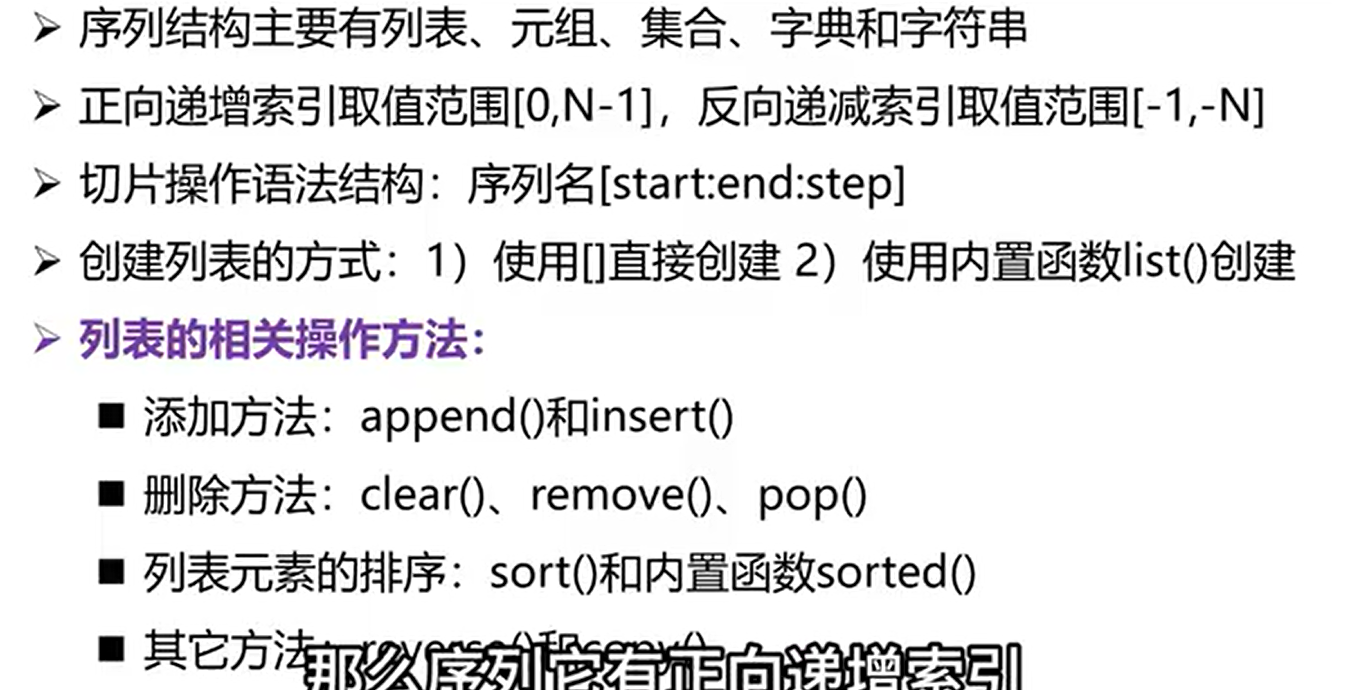 序列结构主要有列表、元组、集合、字典和字符串
正向递增索引取值范围[0,N-1]，反向递减索引取值范围[-1,-N]
切片操作语法结构：序列名[start:end:step]
创建列表的方式：1）使用[]直接创建 2）使用内置函数list()创建
列表的相关操作方法：
添加方法：append()和insert()
删除方法：clear()、remove()、pop()
列表元素的排序：sort()和内置函数sorted()
其它方法：reverse()和copy()
那么序列它有正向递增索引